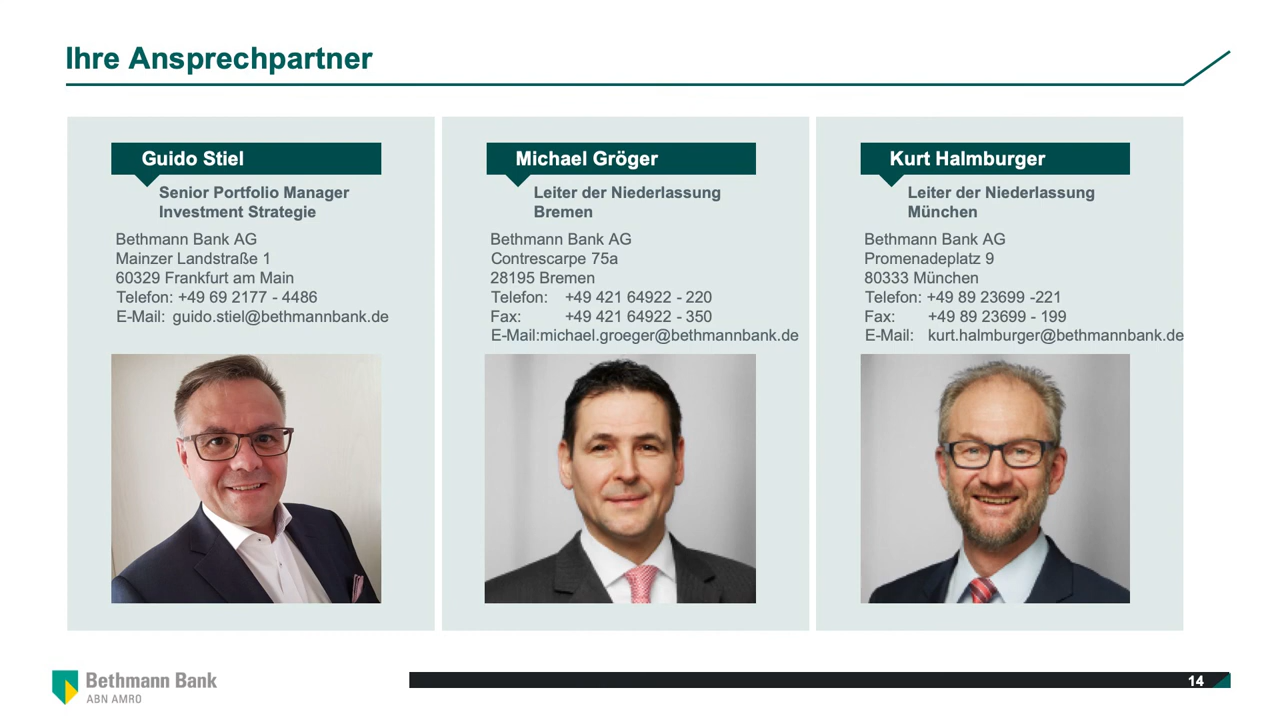 Ihre Ansprechpartner
Guido Stiel
Senior Portfolio Manager
Investment Strategie
Bethmann Bank AG
Mainzer Landstraße 1
60329 Frankfurt am Main
Telefon: +49 69 2177 - 4486
E-Mail: guido.stiel@bethmannbank.de
Michael Gröger
Leiter der Niederlassung
Bremen
Bethmann Bank AG
Contrescarpe 75a
28195 Bremen
Telefon: +49 421 64922 - 220
Fax: +49 421 64922 - 350
E-Mail:michael.groeger@bethmannbank.de
Kurt Halmburger
Leiter der Niederlassung
München
Bethmann Bank AG
Promenadeplatz 9
80333 München
Telefon: +49 89 23699 -221
Fax: +49 89 23699 - 199
E-Mail: kurt.halmburger@bethmannbank.de
Bethmann Bank
ABN AMRO
14